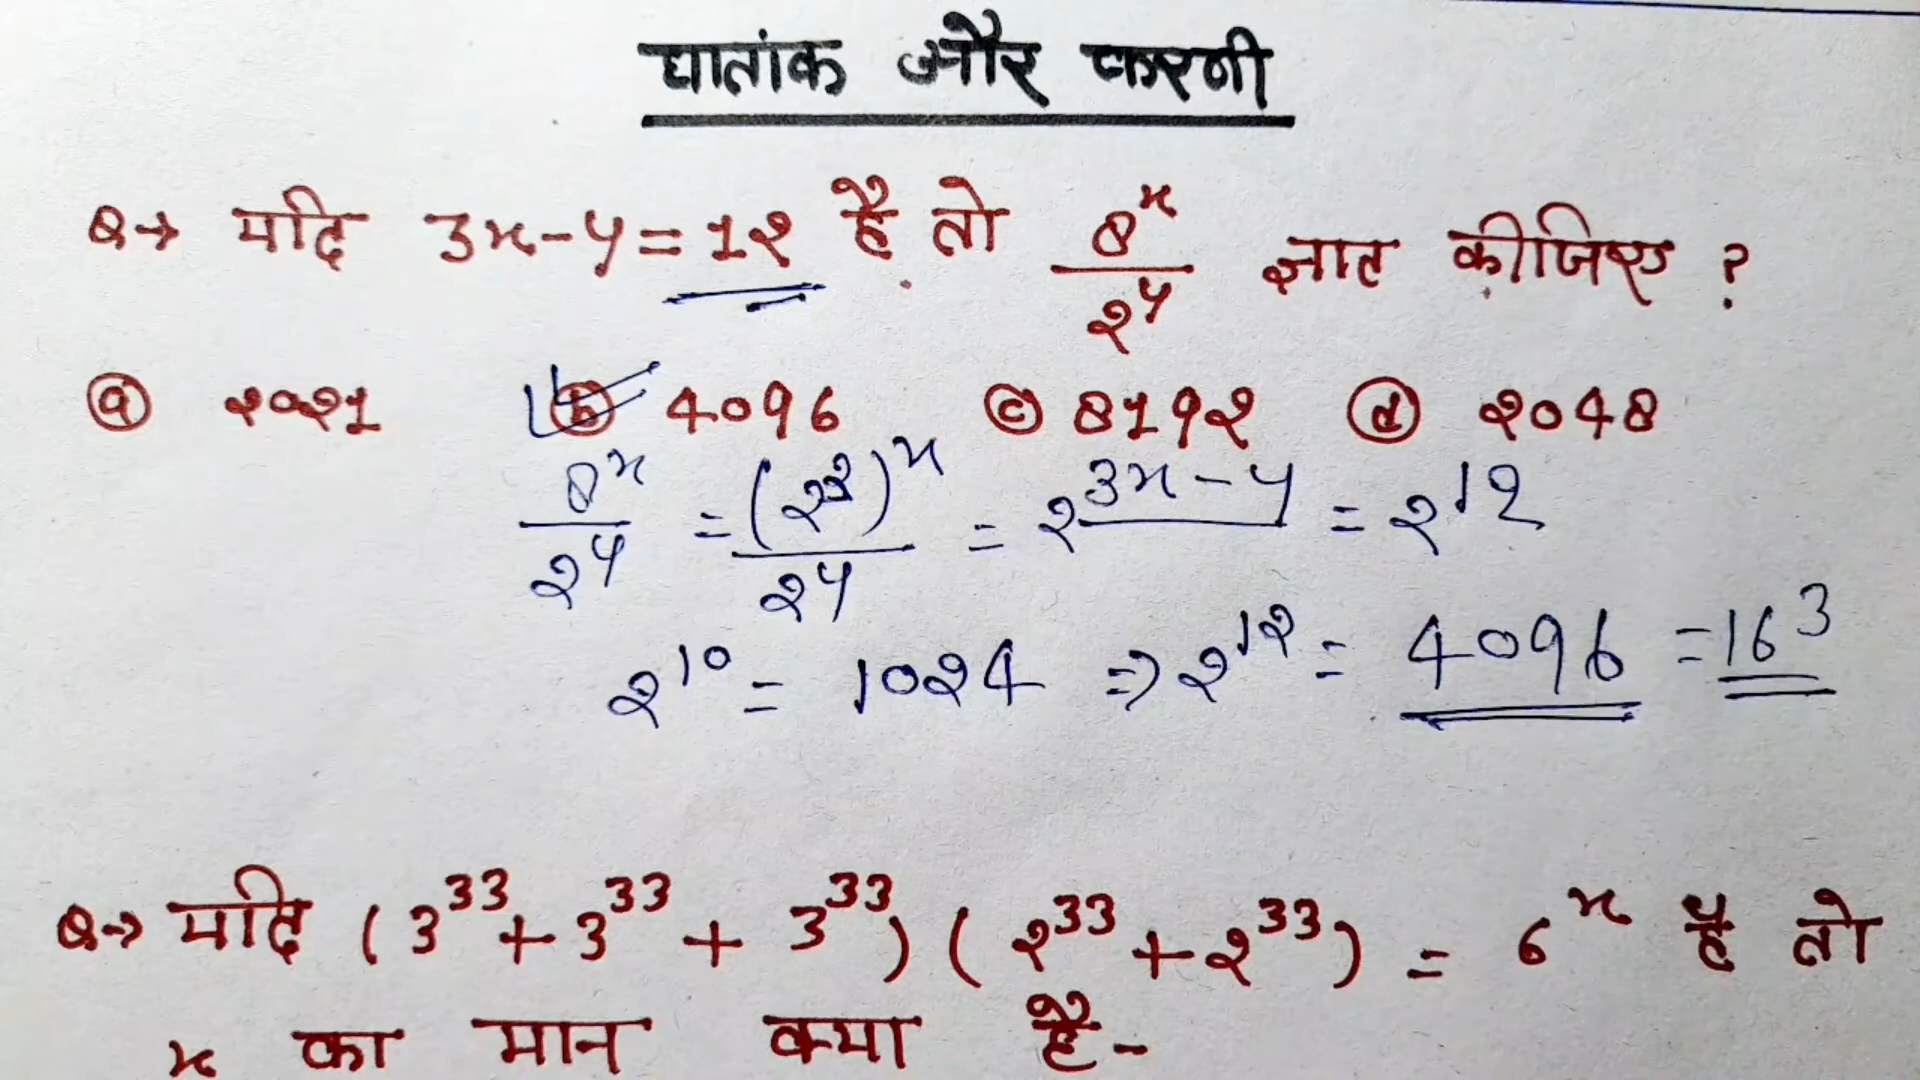 घातांक और करणी
Q→ यदि 3x-y=12 है तो 8^x/2^y ज्ञात कीजिए ?
(a) 2021 (b) 4096 (c) 8192 (d) 2048
8^x/2^y = (2^3)^x/2^y = 2^(3x-y) = 2^12
2^10 = 1024 => 2^12 = 4096 = 16^3
Q→ यदि (3^33+3^33+3^33)(2^33+2^33) = 6^x है तो
x का मान क्या है-